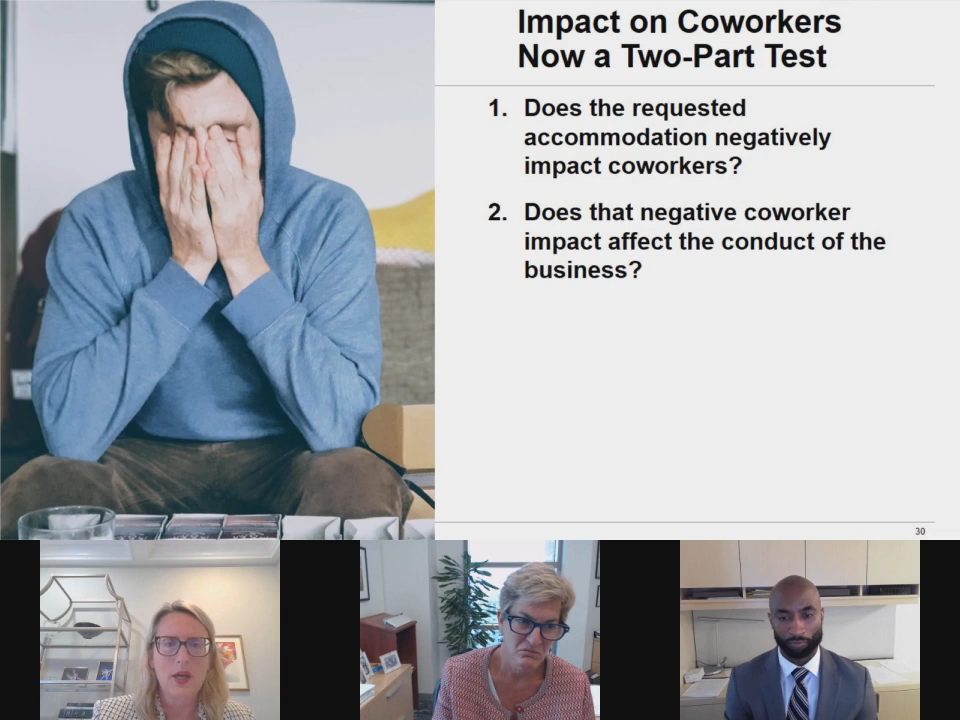 Impact on Coworkers
Now a Two-Part Test
1. Does the requested
accommodation negatively
impact coworkers?
2. Does that negative coworker
impact affect the conduct of the
business?
30